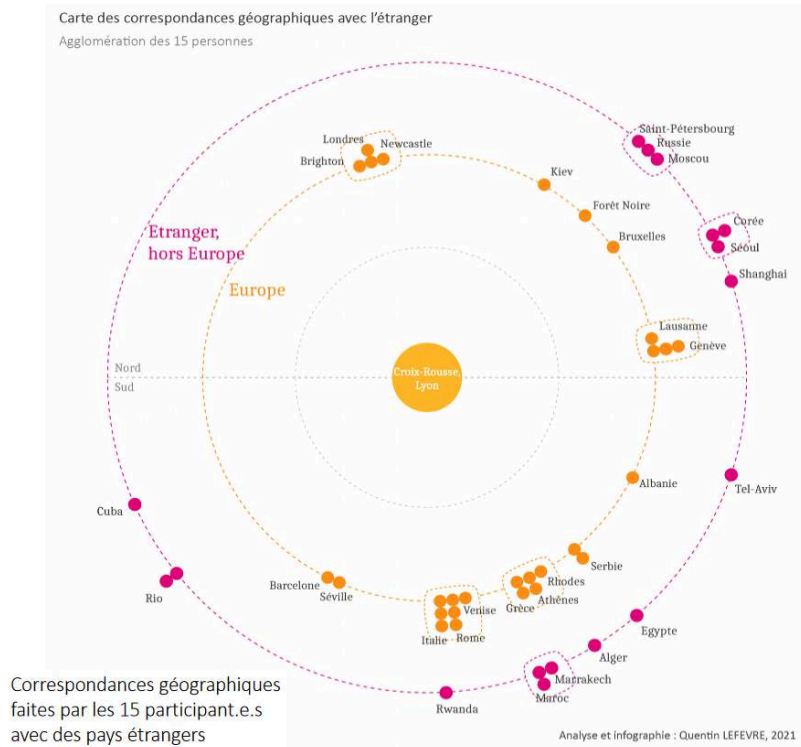 Carte des correspondances géographiques avec l'étranger
Agglomération des 15 personnes
Saint-Pétersbourg
Russie
Moscou
Londres
Newcastle
Brighton
Kiev
Forêt Noire
Corée
Séoul
Bruxelles
Shanghai
Etranger,
hors Europe
Europe
Lausanne
Genève
Nord
Sud
Croix-Rousse,
Lyon
Albanie
Tel-Aviv
Cuba
Rio
Serbie
Barcelone
Séville
Rhodes
Athènes
Grèce
Venise
Italie
Rome
Egypte
Alger
Marrakech
Maroc
Rwanda
Correspondances géographiques
faites par les 15 participant.e.s
avec des pays étrangers
Analyse et infographie : Quentin LEFEVRE, 2021